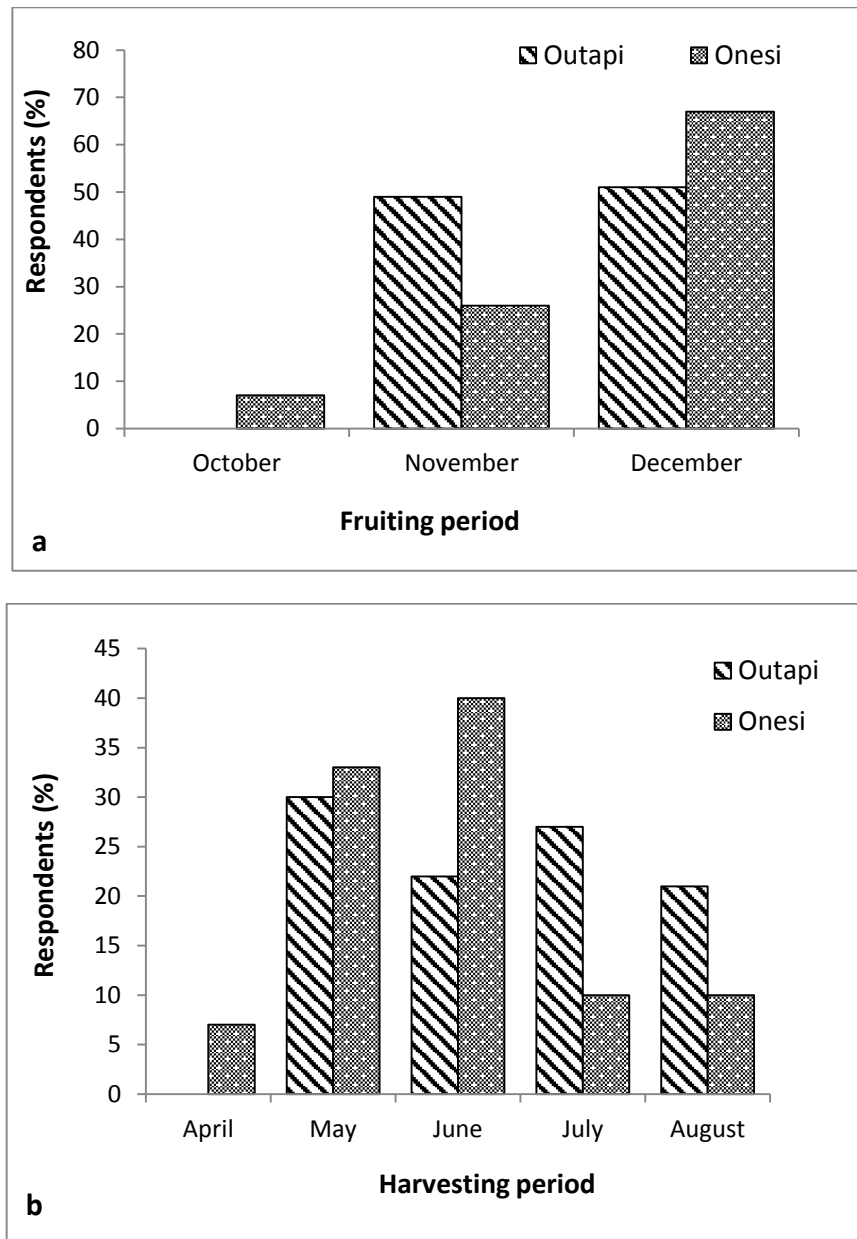 80
70
60
50
40
30
20
10
0
Respondents (%)
Outapi Onesi
October November December
Fruiting period
a
45
40
35
30
25
20
15
10
5
0
Respondents (%)
Outapi
Onesi
April May June July August
Harvesting period
b